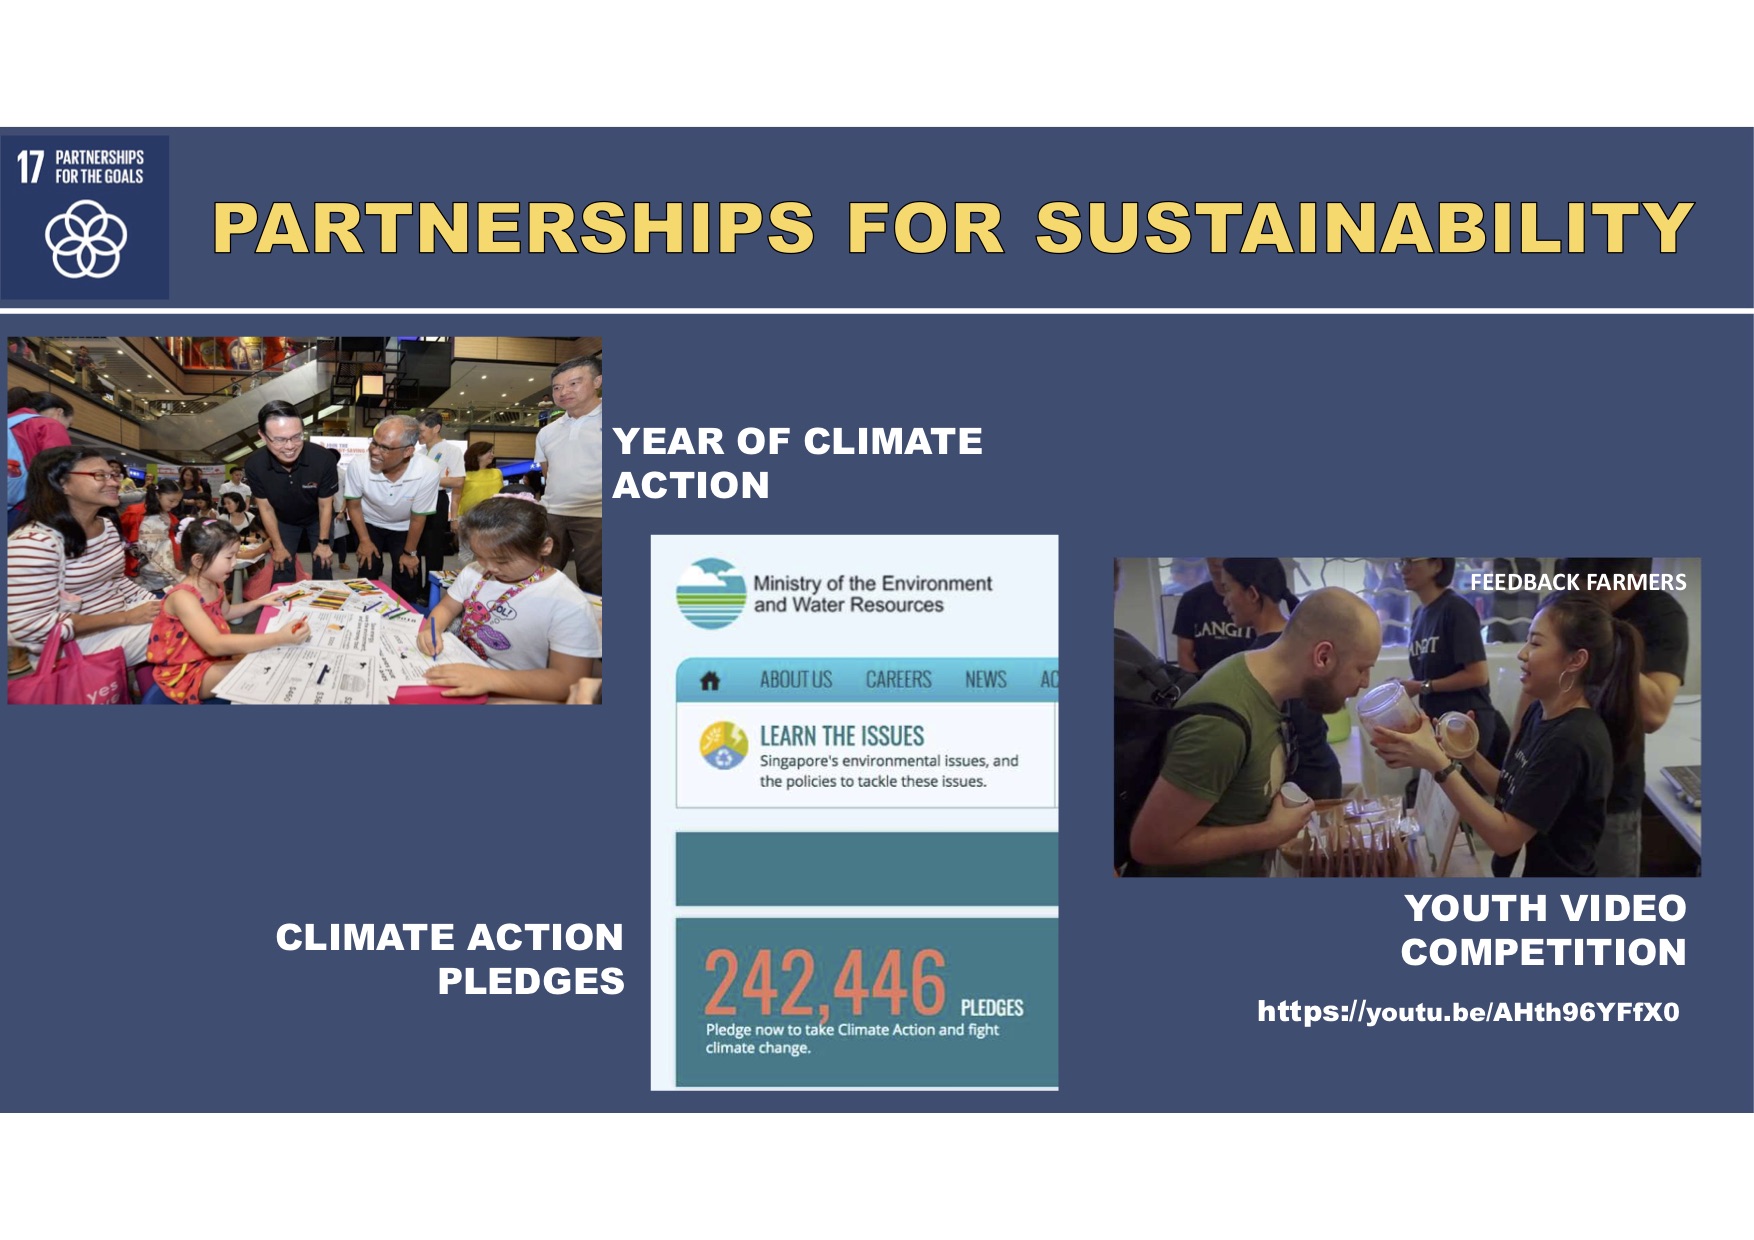 17 PARTNERSHIPS
FOR THE GOALS
PARTNERSHIPS FOR SUSTAINABILITY
YEAR OF CLIMATE
ACTION
Ministry of the Environment
and Water Resources
ABOUT US CAREERS NEWS AC
LEARN THE ISSUES
Singapore's environmental issues, and
the policies to tackle these issues.
242,446 PLEDGES
Pledge now to take Climate Action and fight
climate change.
CLIMATE ACTION
PLEDGES
FEEDBACK FARMERS
LANGIT
YOUTH VIDEO
COMPETITION
https://youtu.be/AHth96YFfX0
yes